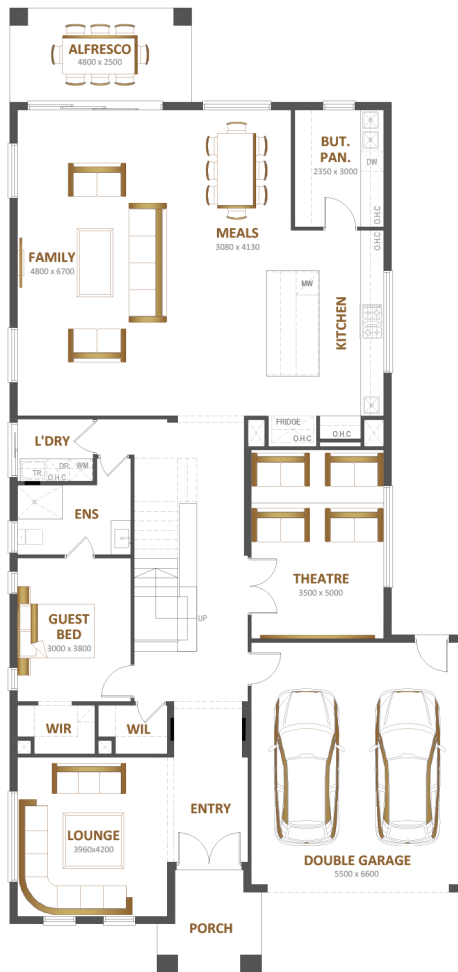 ALFRESCO
4800 x 2500
BUT.
PAN.
2350 x 3000
DW
O.H.C
O.H.C
MEALS
3080 x 4130
FAMILY
4800 x 6700
MW
KITCHEN
FRIDGE
O.H.C
O.H.C
L'DRY
TR
DR.
WM
O.H.C
ENS
THEATRE
3500 x 5000
UP
GUEST
BED
3000 x 3800
WIR
WIL
ENTRY
LOUNGE
3960x4200
DOUBLE GARAGE
5500 x 6600
PORCH